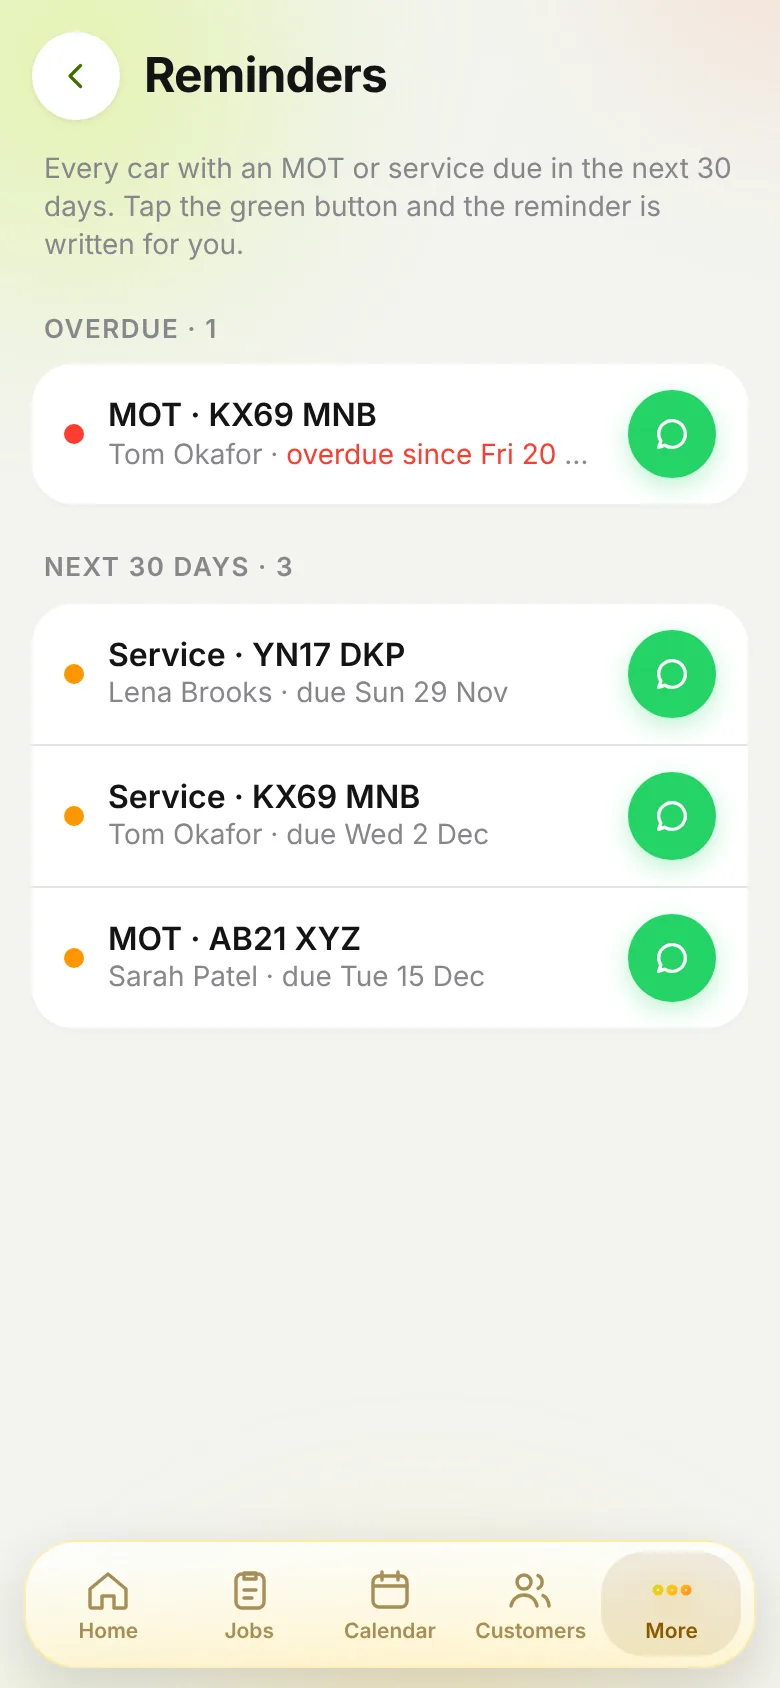 Reminders
Every car with an MOT or service due in the next 30
days. Tap the green button and the reminder is
written for you.
OVERDUE · 1
MOT · KX69 MNB
Tom Okafor · overdue since Fri 20 ...
NEXT 30 DAYS · 3
Service · YN17 DKP
Lena Brooks · due Sun 29 Nov
Service · KX69 MNB
Tom Okafor · due Wed 2 Dec
MOT · AB21 XYZ
Sarah Patel · due Tue 15 Dec
Home
Jobs
Calendar
Customers
More